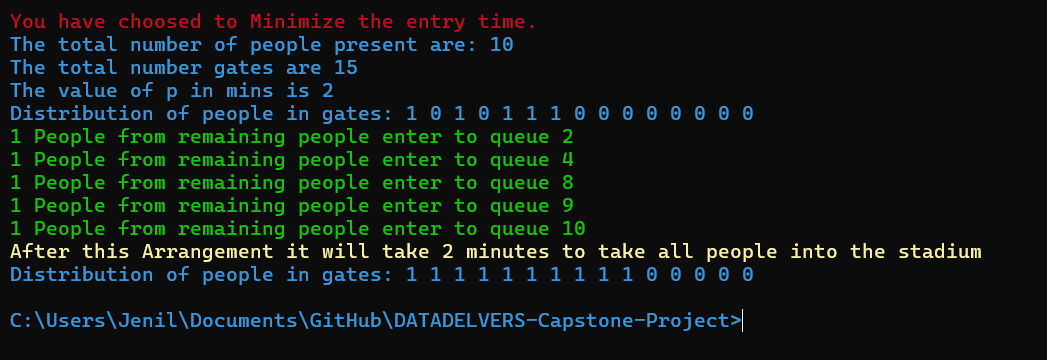 You have choosed to Minimize the entry time.
The total number of people present are: 10
The total number gates are 15
The value of p in mins is 2
Distribution of people in gates: 1 0 1 0 1 1 1 0 0 0 0 0 0 0 0
1 People from remaining people enter to queue 2
1 People from remaining people enter to queue 4
1 People from remaining people enter to queue 8
1 People from remaining people enter to queue 9
1 People from remaining people enter to queue 10
After this Arrangement it will take 2 minutes to take all people into the stadium
Distribution of people in gates: 1 1 1 1 1 1 1 1 1 1 0 0 0 0 0
C:\Users\Jenil\Documents\GitHub\DATADELVERS-Capstone-Project>